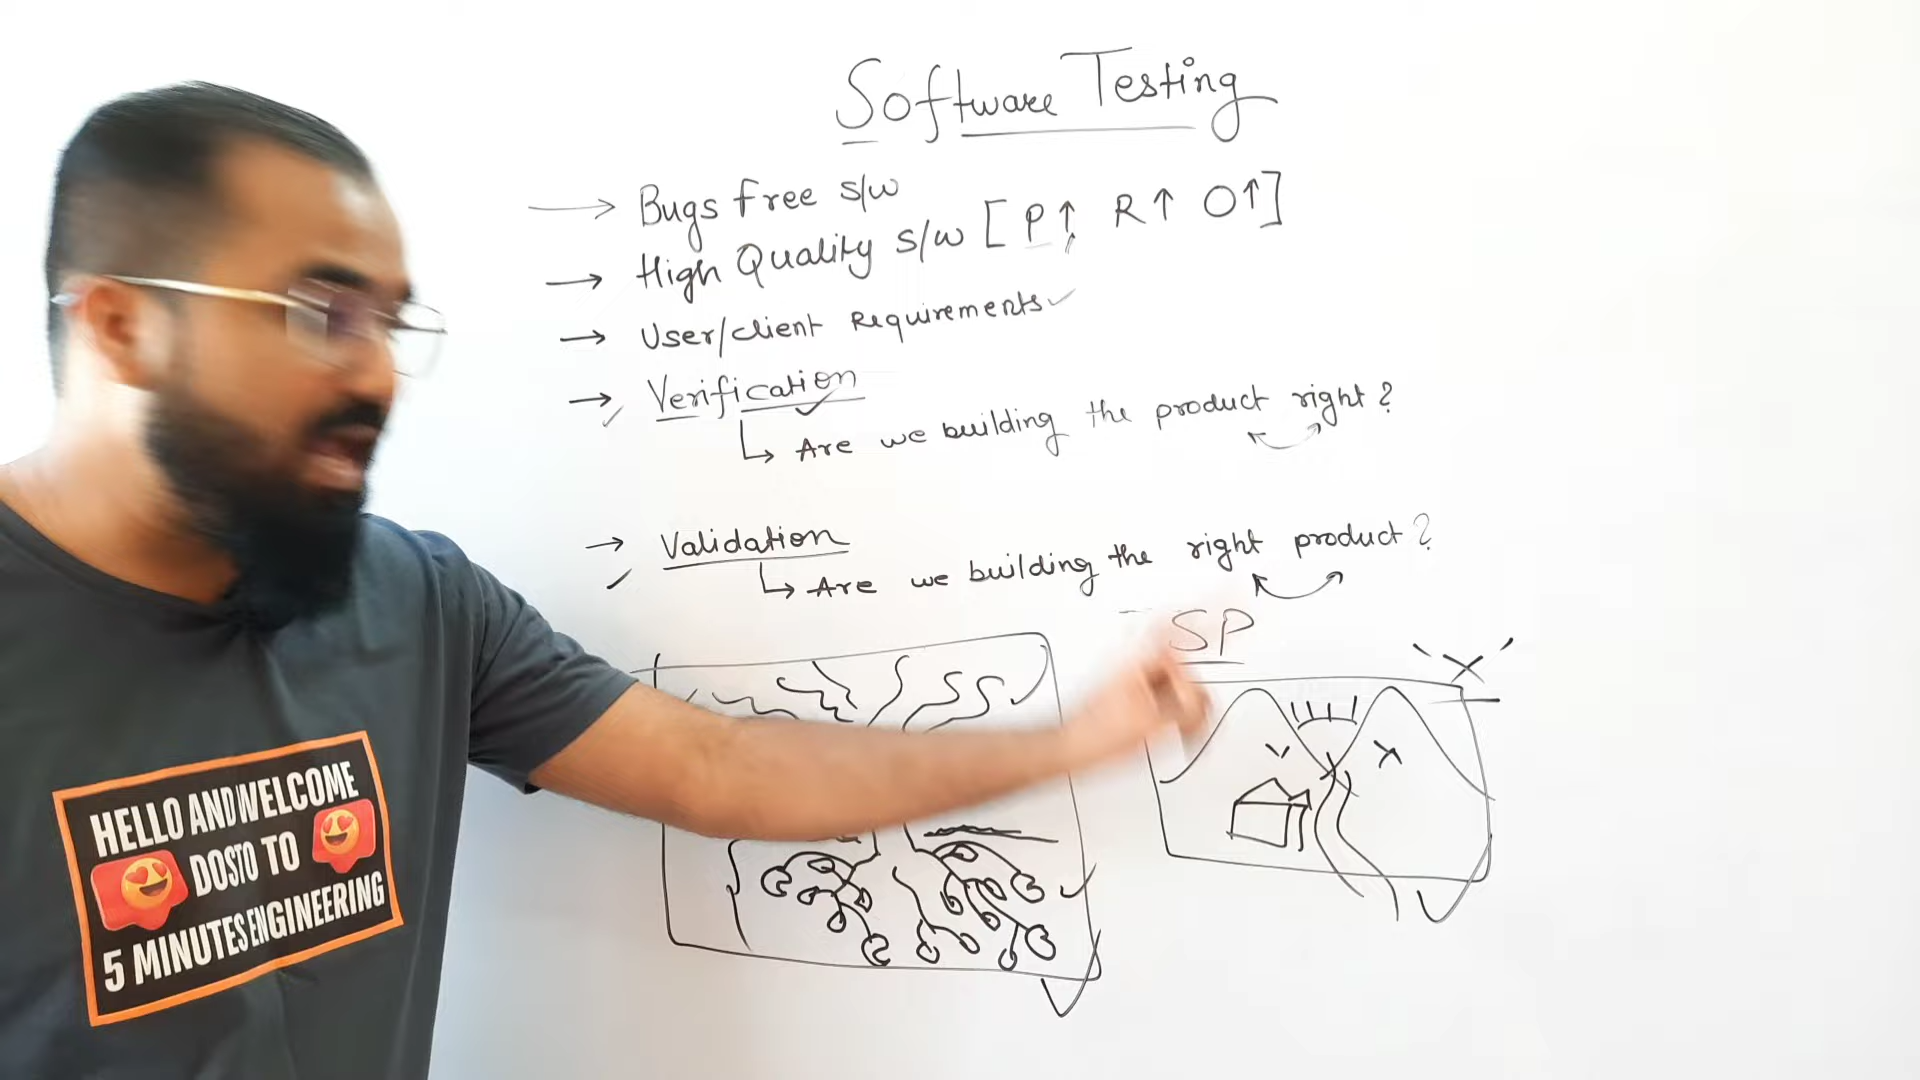 Software Testing
→ Bugs free s/w
→ High Quality s/w [P↑ R↑ O↑]
→ User/client Requirements✓
→ Verification
↳ Are we building the product right?
→ Validation
↳ Are we building the right product?
SP
HELLO AND WELCOME
DOSTO TO
5 MINUTES ENGINEERING